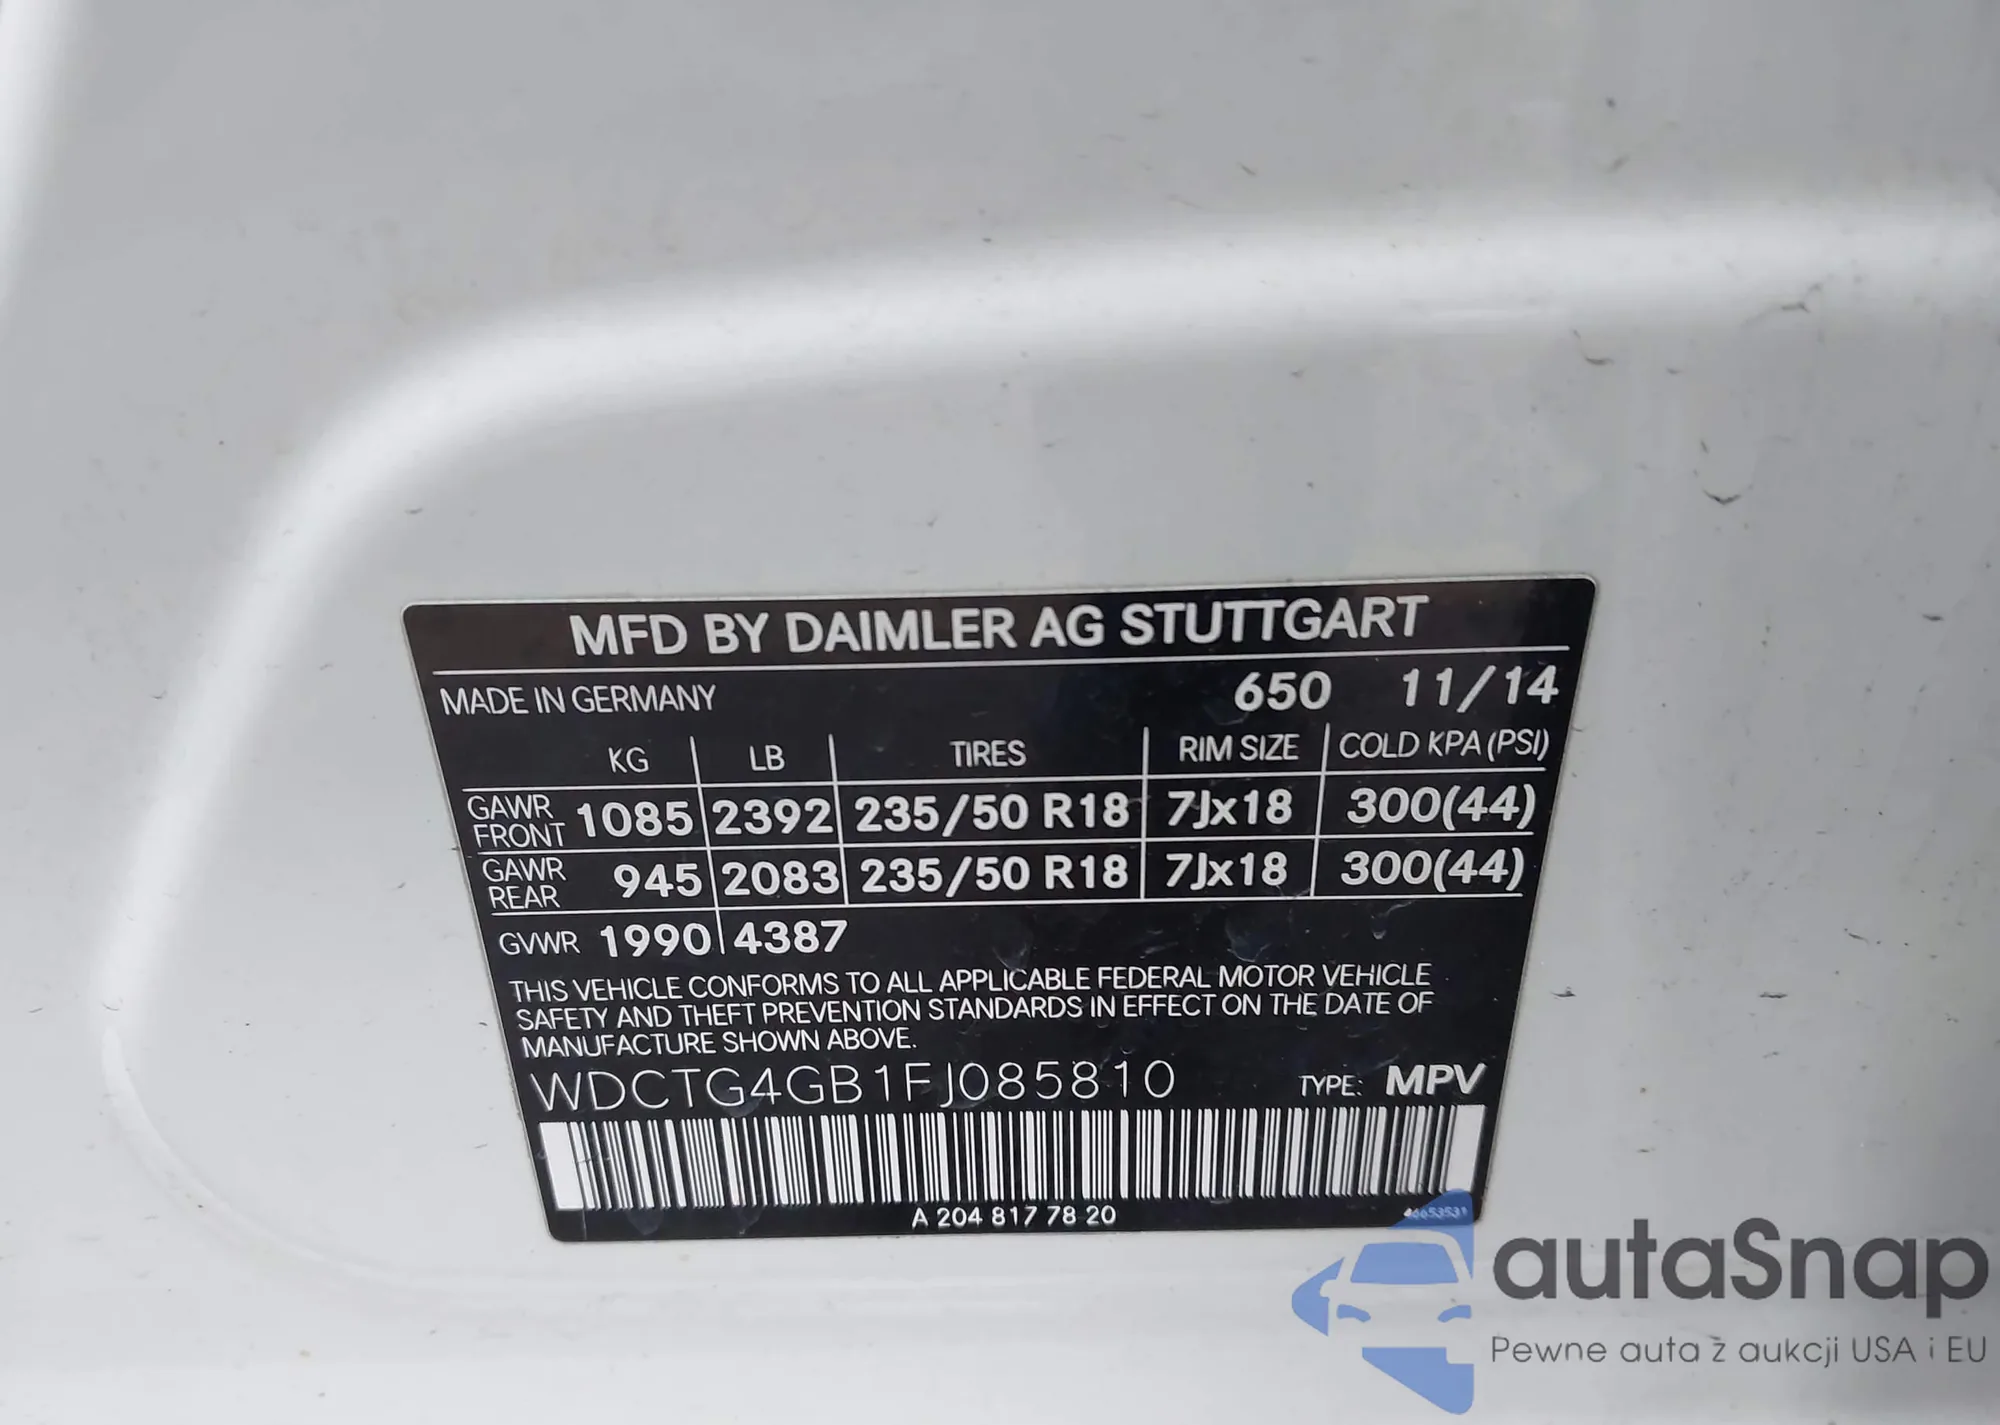 MFD BY DAIMLER AG STUTTGART
MADE IN GERMANY 650 11/14
KG LB TIRES RIM SIZE COLD KPA (PSI)
GAWR FRONT 1085 2392 235/50 R18 7Jx18 300(44)
GAWR REAR 945 2083 235/50 R18 7Jx18 300(44)
GVWR 1990 4387
THIS VEHICLE CONFORMS TO ALL APPLICABLE FEDERAL MOTOR VEHICLE
SAFETY AND THEFT PREVENTION STANDARDS IN EFFECT ON THE DATE OF
MANUFACTURE SHOWN ABOVE.
WDCTG4GB1FJ085810 TYPE: MPV
A 204 817 78 20
autaSnap
Pewne auta z aukcji USA i EU